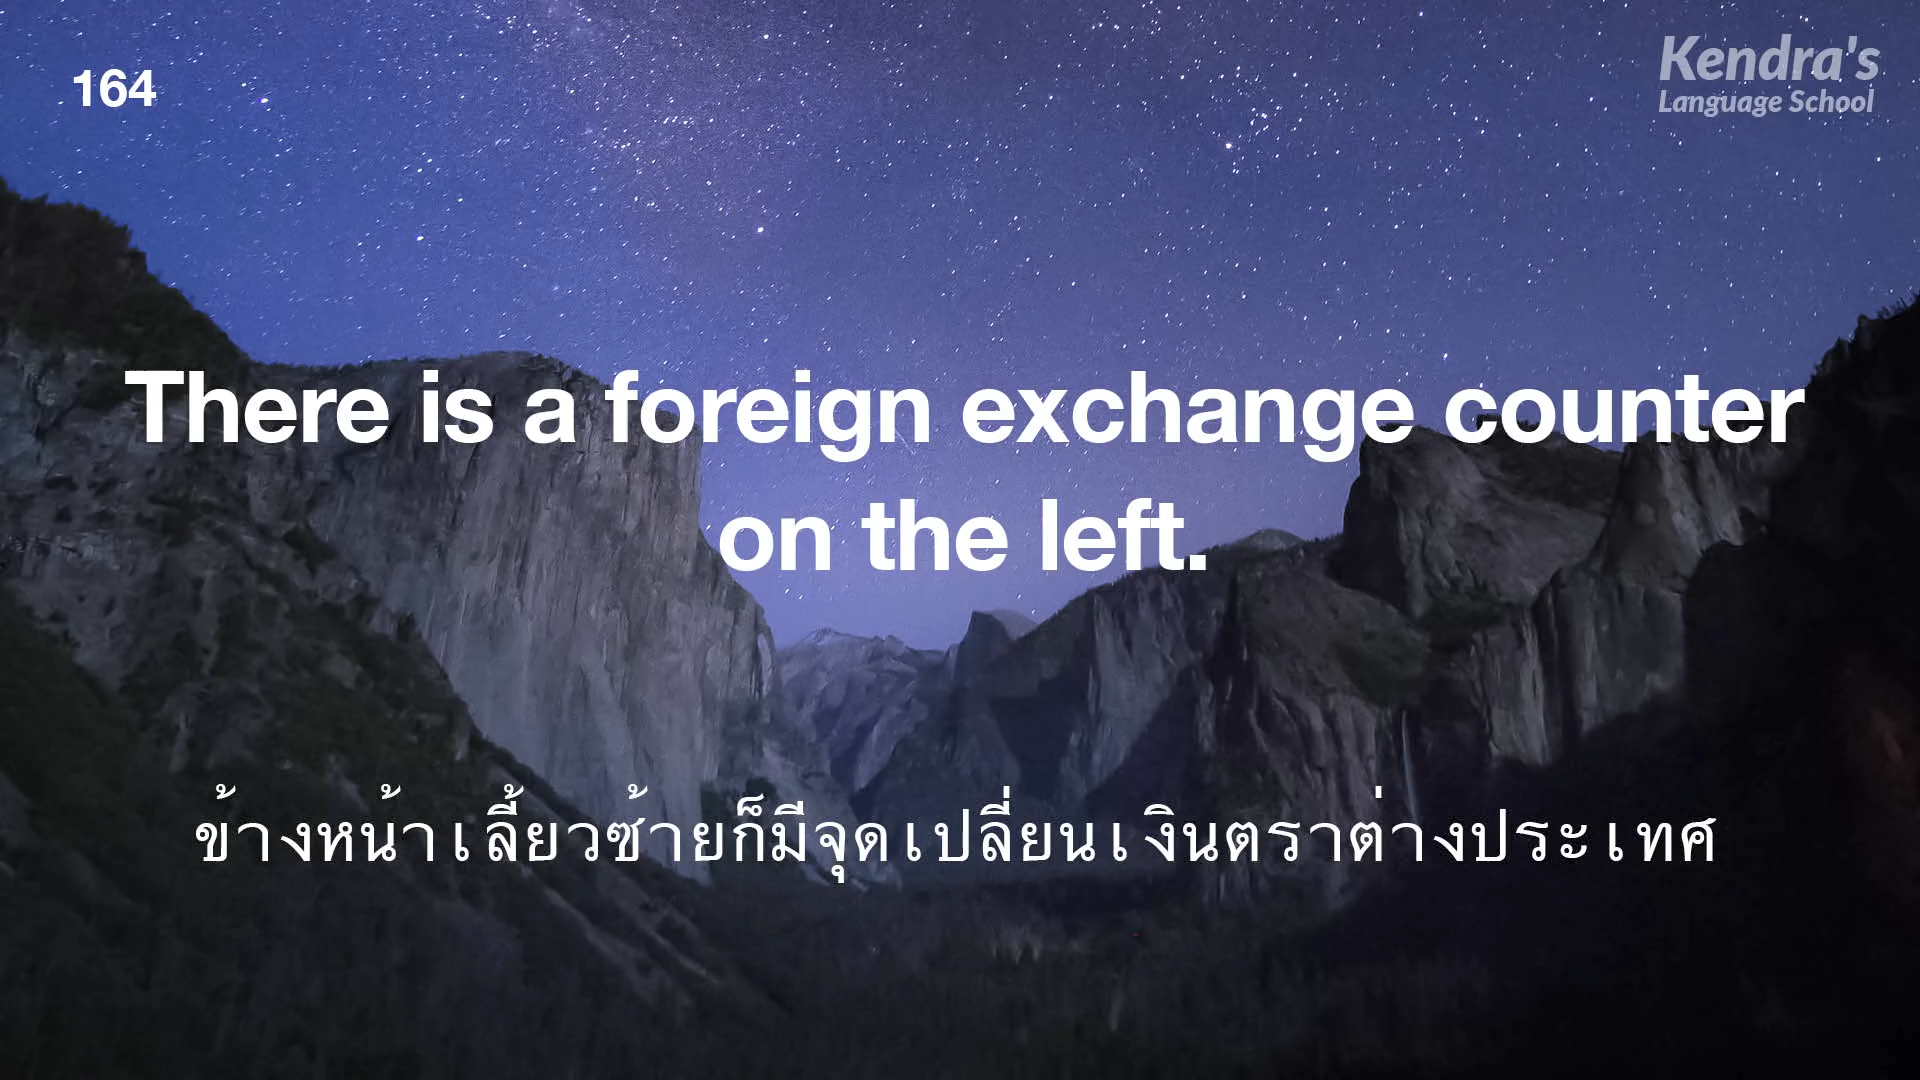 164
Kendra's
Language School
There is a foreign exchange counter
on the left.
ข้างหน้าเลี้ยวซ้ายก็มีจุดเปลี่ยนเงินตราต่างประเทศ